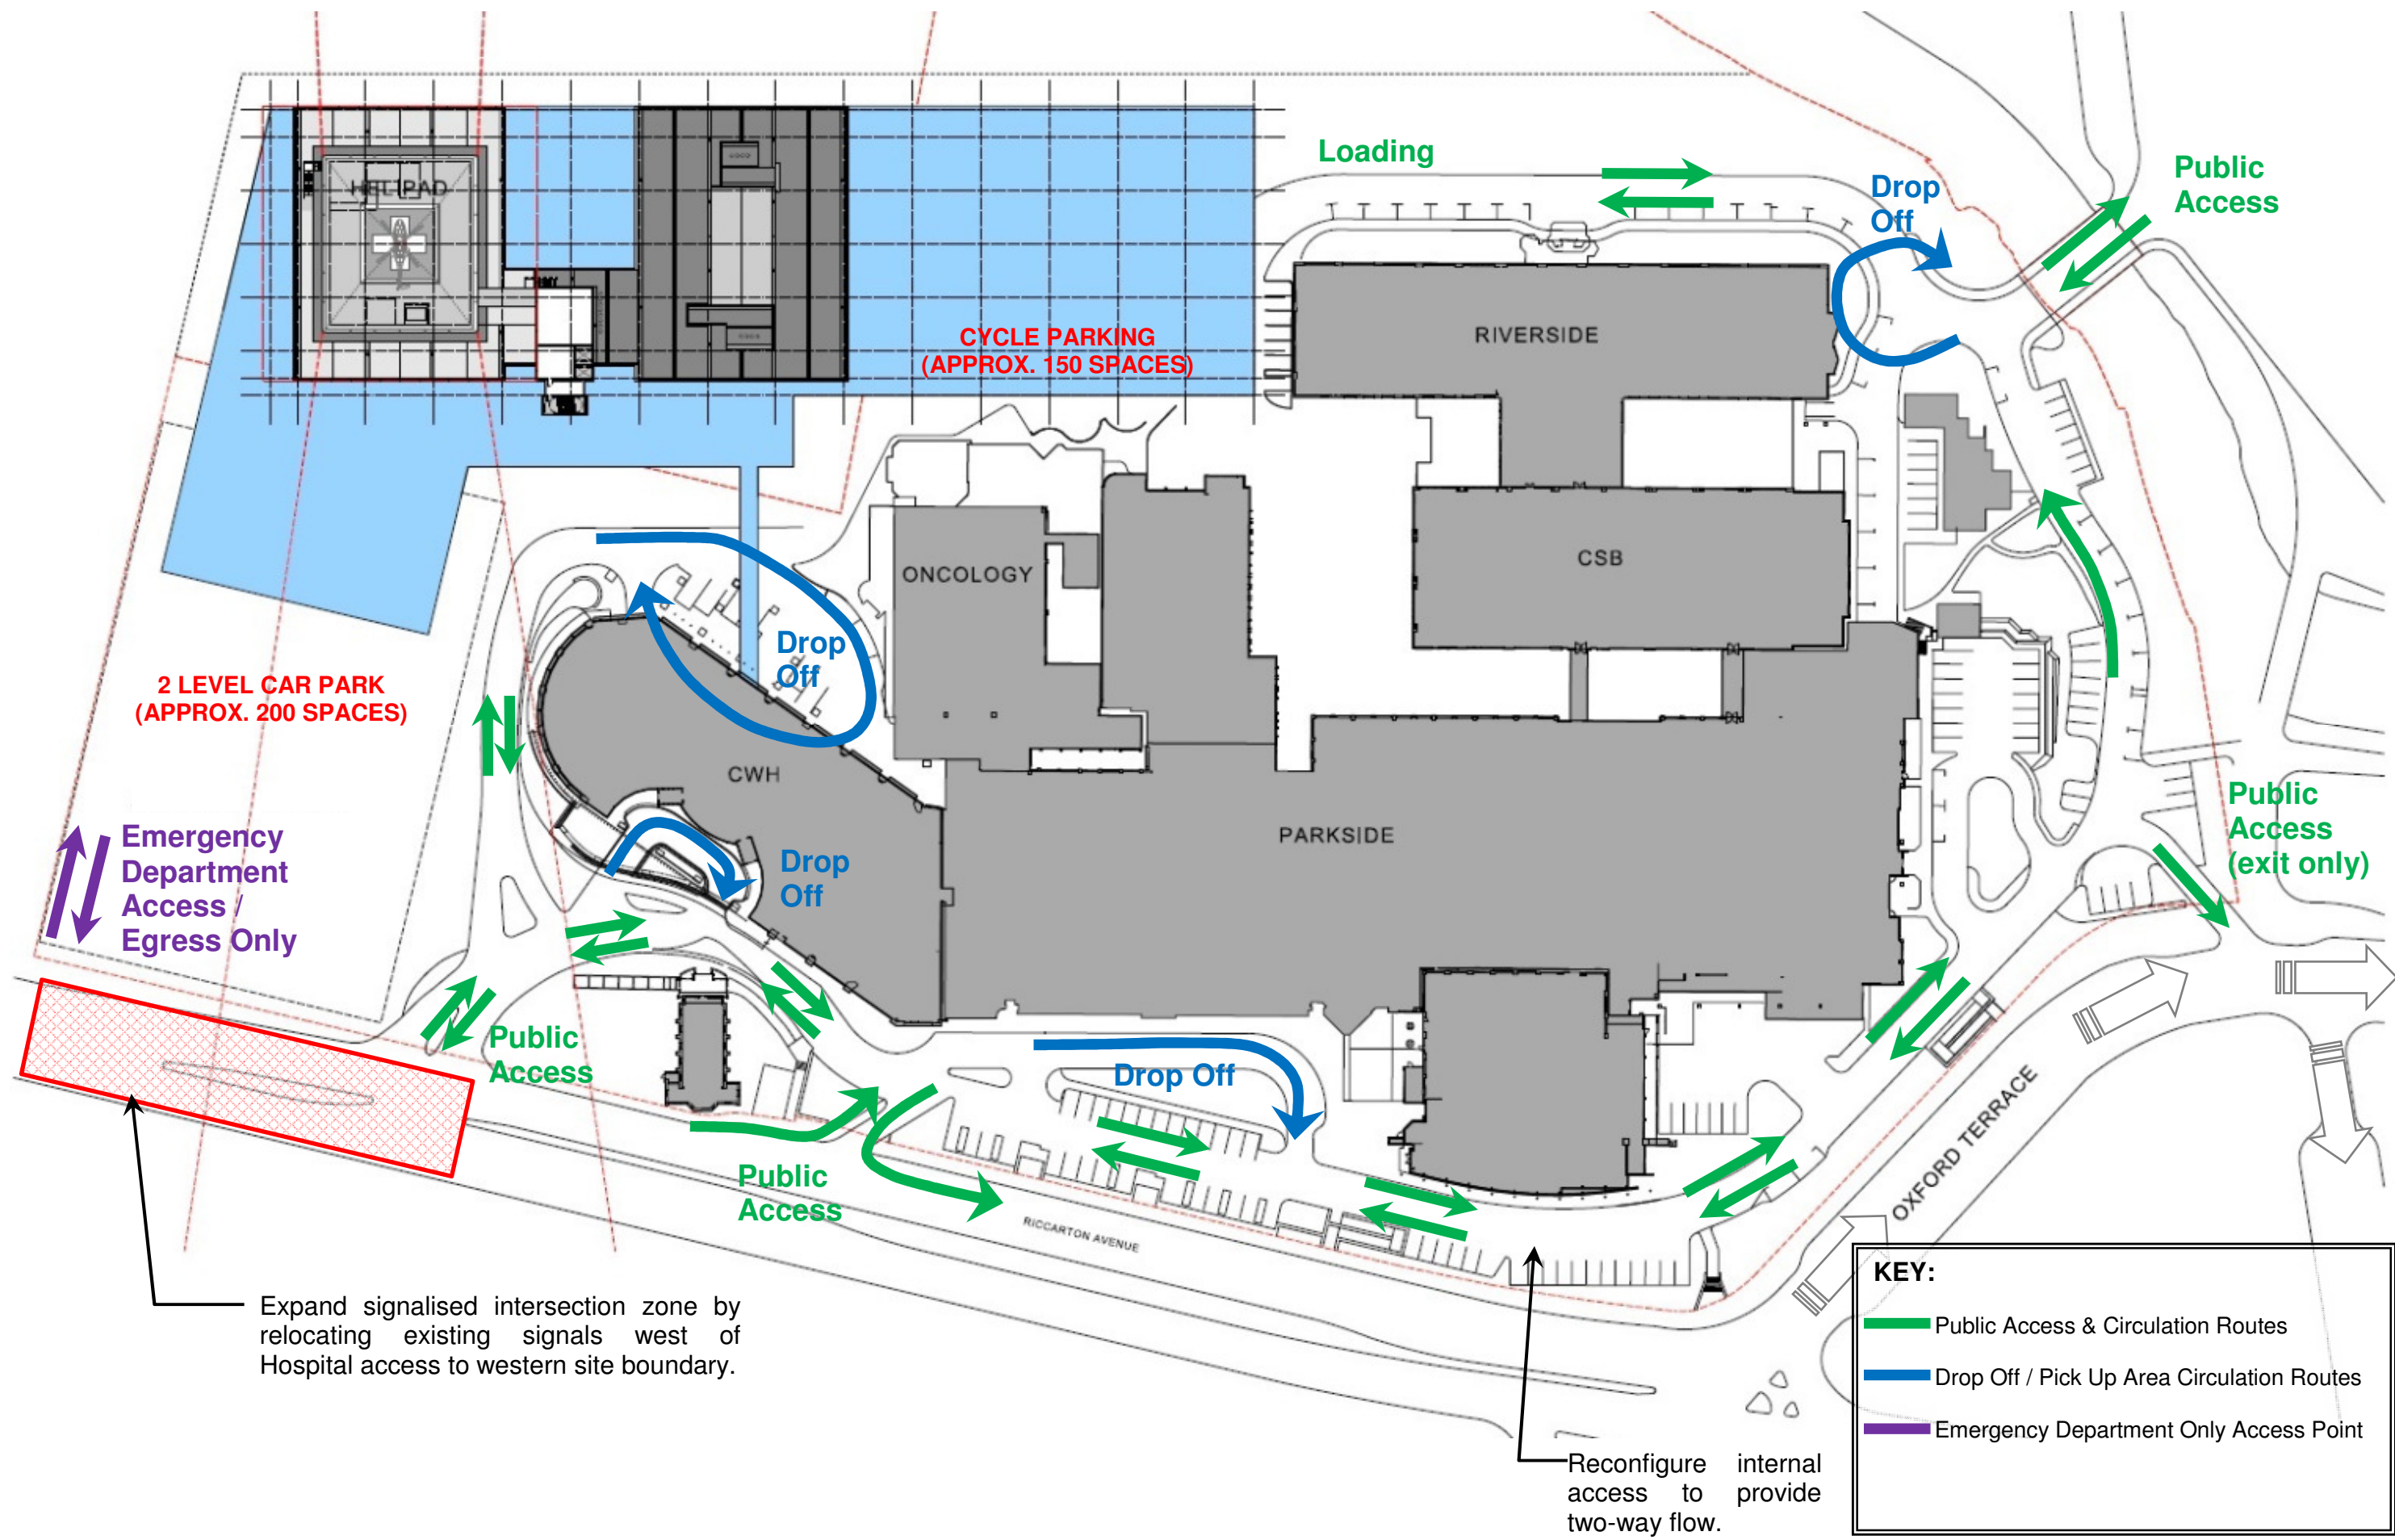 HELIPAD
Loading
Drop
Off
Public
Access
RIVERSIDE
CYCLE PARKING
(APPROX. 150 SPACES)
ONCOLOGY
CSB
Drop
Off
2 LEVEL CAR PARK
(APPROX. 200 SPACES)
CWH
Public
Access
(exit only)
PARKSIDE
Emergency
Department
Access /
Egress Only
Drop
Off
Public
Access
Drop Off
Public
Access
RICCARTON AVENUE
OXFORD TERRACE
Expand signalised intersection zone by
relocating existing signals west of
Hospital access to western site boundary.
Reconfigure internal
access to provide
two-way flow.
KEY:
Public Access & Circulation Routes
Drop Off / Pick Up Area Circulation Routes
Emergency Department Only Access Point